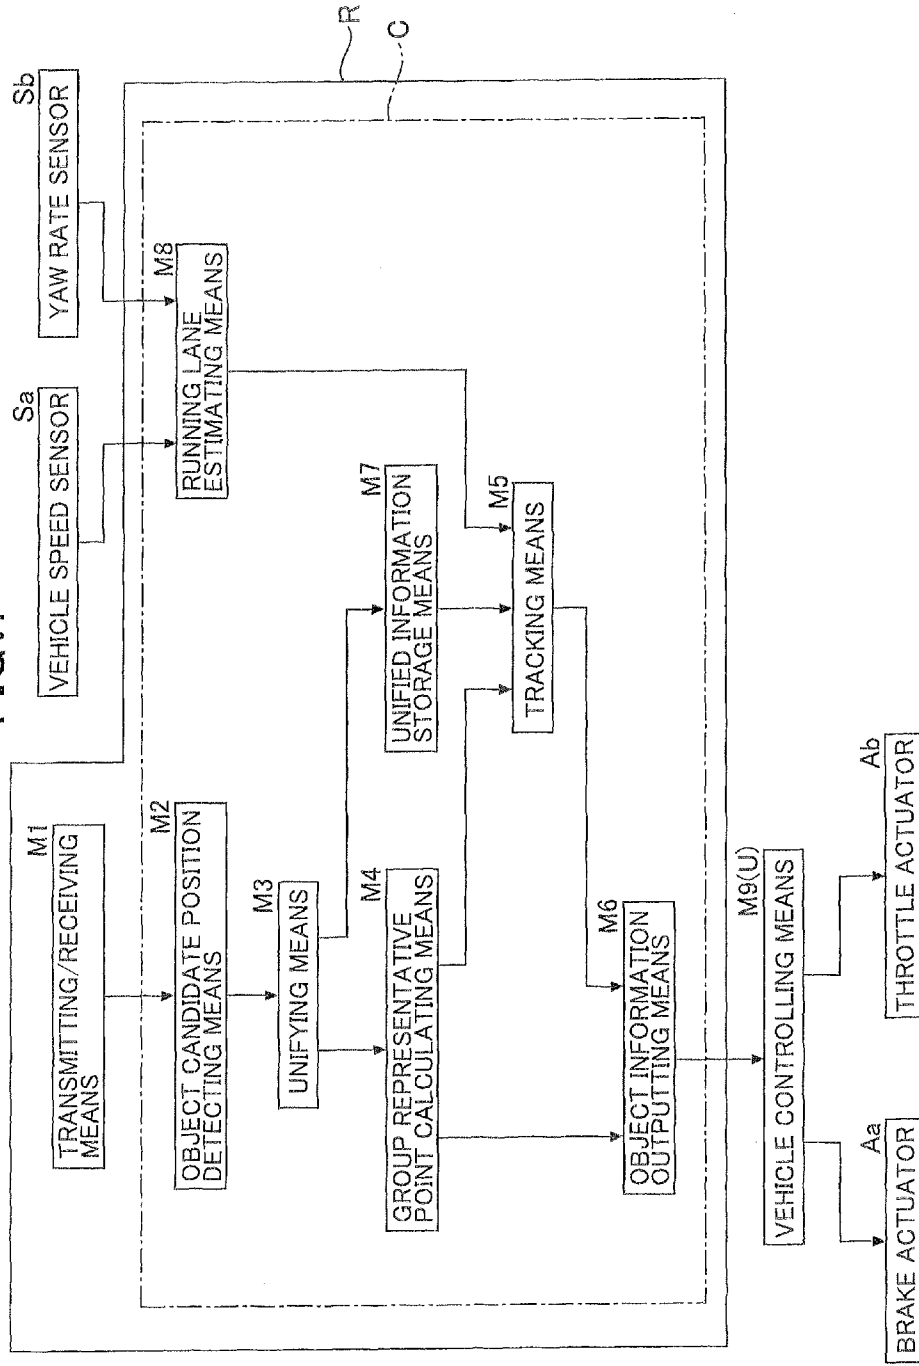 VEHICLE SPEED SENSOR
Sa
YAW RATE SENSOR
Sb
R
C
TRANSMITTING/RECEIVING
MEANS
M1
OBJECT CANDIDATE POSITION
DETECTING MEANS
M2
RUNNING LANE
ESTIMATING MEANS
M8
UNIFYING MEANS
M3
GROUP REPRESENTATIVE
POINT CALCULATING MEANS
M4
UNIFIED INFORMATION
STORAGE MEANS
M7
TRACKING MEANS
M5
OBJECT INFORMATION
OUTPUTTING MEANS
M6
VEHICLE CONTROLLING MEANS
M9(U)
BRAKE ACTUATOR
Aa
THROTTLE ACTUATOR
Ab